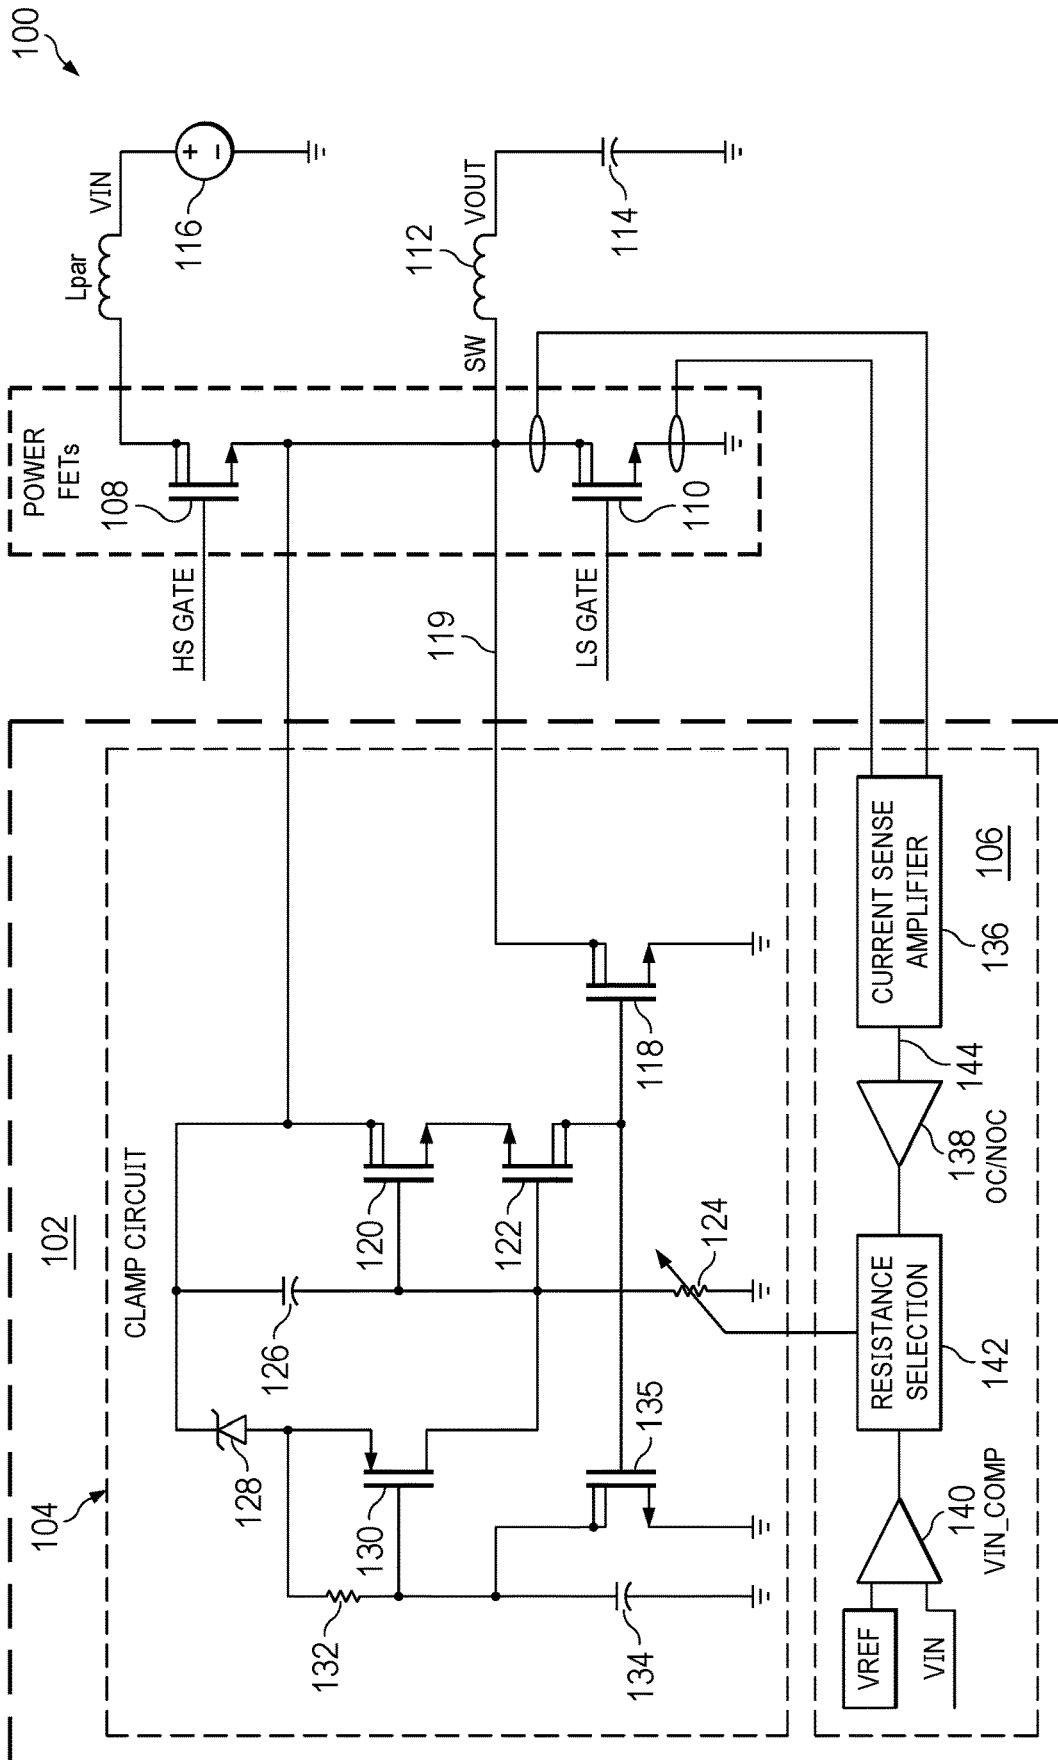 100
102
104
CLAMP CIRCUIT
128
126
132
130
120
122
134
135
124
118
119
POWER
FETs
108
HS GATE
110
LS GATE
Lpar
VIN
116
SW
112
VOUT
114
VREF
VIN
140
VIN_COMP
RESISTANCE
SELECTION
142
138
OC/NOC
144
CURRENT SENSE
AMPLIFIER
136
106